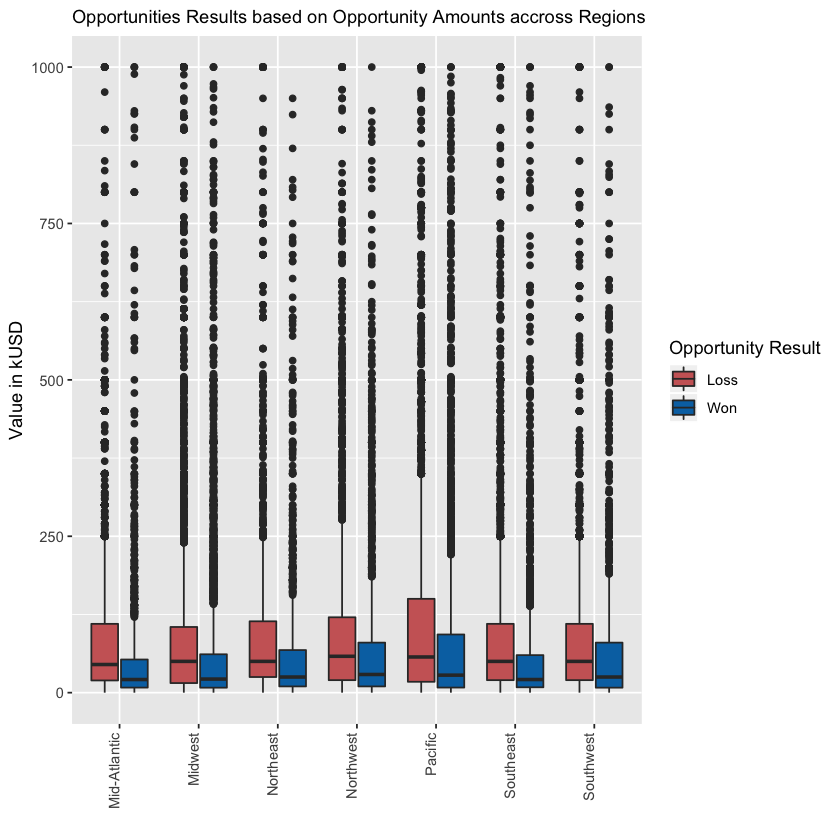 Opportunities Results based on Opportunity Amounts accross Regions
Value in kUSD
1000
750
500
250
0
Mid-Atlantic
Midwest
Northeast
Northwest
Pacific
Southeast
Southwest
Opportunity Result
Loss
Won